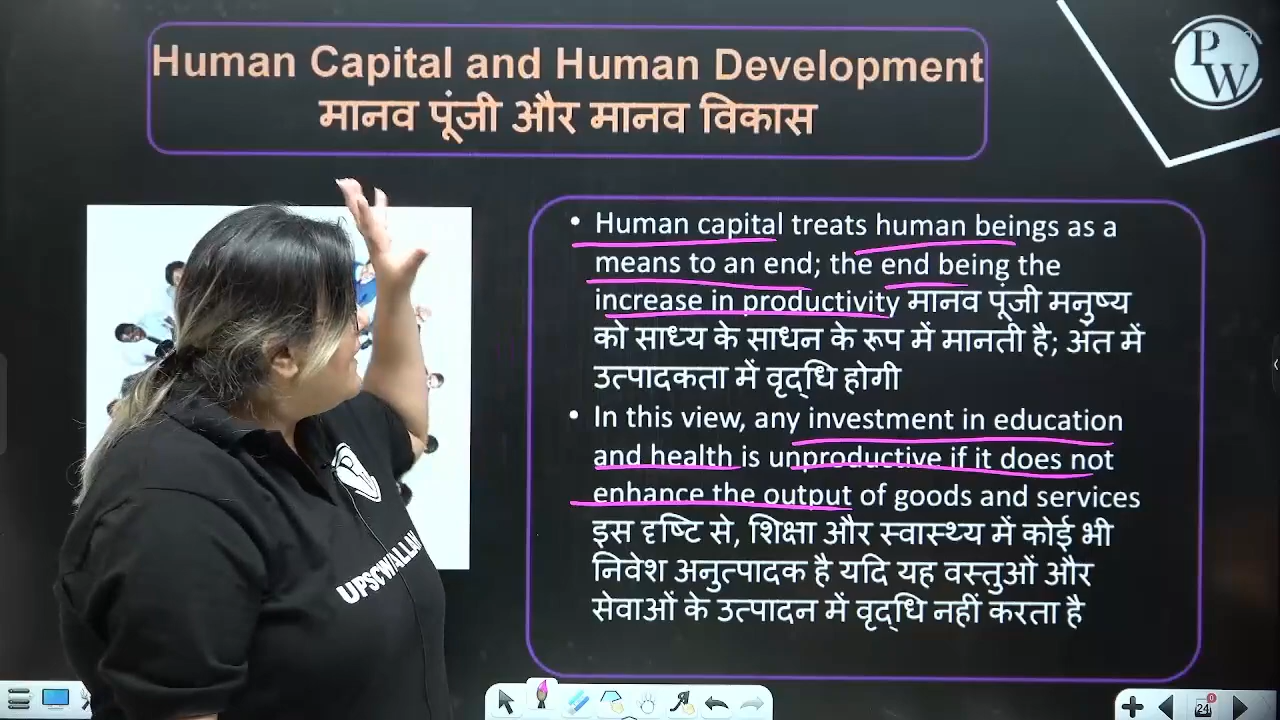 Human Capital and Human Development
मानव पूंजी और मानव विकास
PW
• Human capital treats human beings as a
means to an end; the end being the
increase in productivity मानव पूंजी मनुष्य
को साध्य के साधन के रूप में मानती है; अंत में
उत्पादकता में वृद्धि होगी
• In this view, any investment in education
and health is unproductive if it does not
enhance the output of goods and services
इस दृष्टि से, शिक्षा और स्वास्थ्य में कोई भी
निवेश अनुत्पादक है यदि यह वस्तुओं और
सेवाओं के उत्पादन में वृद्धि नहीं करता है
UPSCWALLAH
24